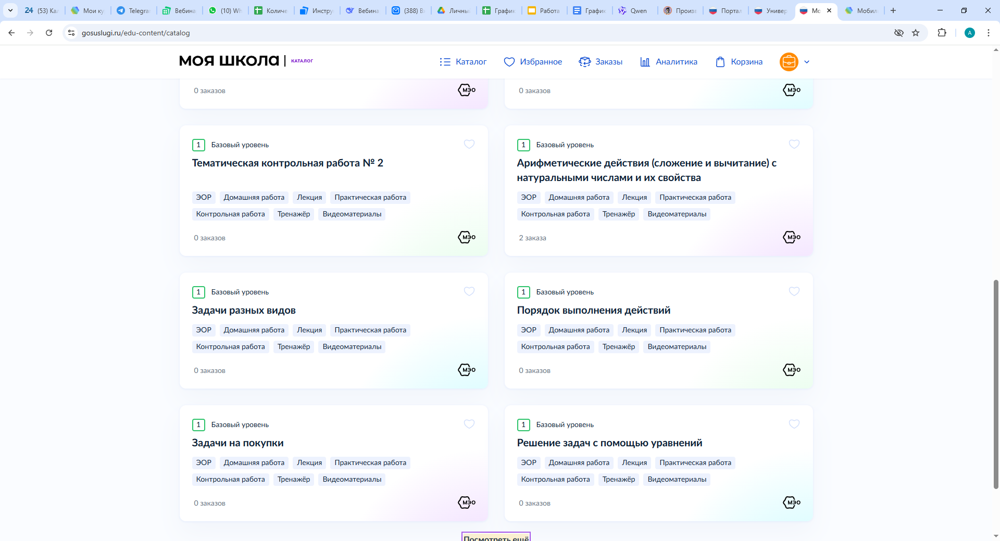 24 (53) Ка
Мои ку
Telegra
Вебина
(10) Wh
Количе
Инстру
Вебина
(388) В
Личны
График
Работа
График
Qwen
Произв
Портал
Универ
Мо
Мобил
gosuslugi.ru/edu-content/catalog
A
МОЯ ШКОЛА | КАТАЛОГ
Каталог Избранное Заказы Аналитика Корзина
0 заказов МЭО
0 заказов МЭО
1 Базовый уровень
Тематическая контрольная работа № 2
ЭОР Домашняя работа Лекция Практическая работа
Контрольная работа Тренажёр Видеоматериалы
0 заказов МЭО
1 Базовый уровень
Арифметические действия (сложение и вычитание) с
натуральными числами и их свойства
ЭОР Домашняя работа Лекция Практическая работа
Контрольная работа Тренажёр Видеоматериалы
2 заказа МЭО
1 Базовый уровень
Задачи разных видов
ЭОР Домашняя работа Лекция Практическая работа
Контрольная работа Тренажёр Видеоматериалы
0 заказов МЭО
1 Базовый уровень
Порядок выполнения действий
ЭОР Домашняя работа Лекция Практическая работа
Контрольная работа Тренажёр Видеоматериалы
0 заказов МЭО
1 Базовый уровень
Задачи на покупки
ЭОР Домашняя работа Лекция Практическая работа
Контрольная работа Тренажёр Видеоматериалы
0 заказов МЭО
1 Базовый уровень
Решение задач с помощью уравнений
ЭОР Домашняя работа Лекция Практическая работа
Контрольная работа Тренажёр Видеоматериалы
0 заказов МЭО
Посмотреть ещё